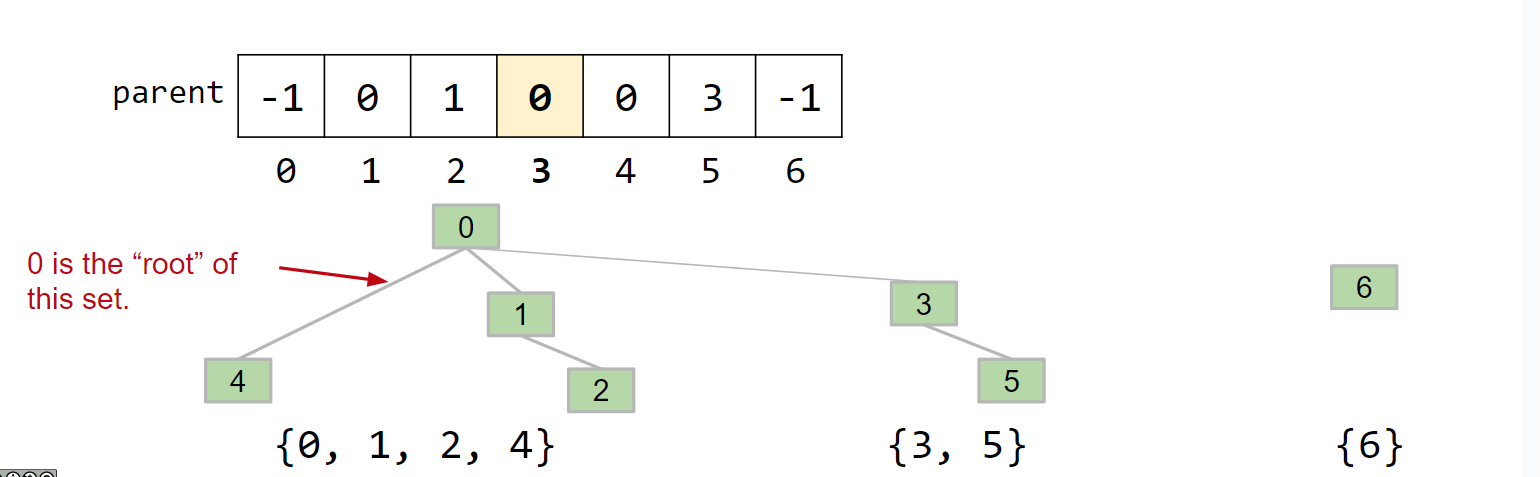 parent -1 0 1 0 0 3 -1
0 1 2 3 4 5 6
0
0 is the “root” of
this set.
6
3
1
4
2
5
{0, 1, 2, 4} {3, 5} {6}